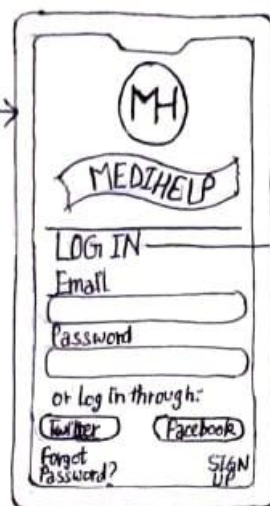 MH
MEDIHELP
LOG IN
Email
Password
or log in through:-
Twitter Facebook
Forgot SIGN
Password? UP